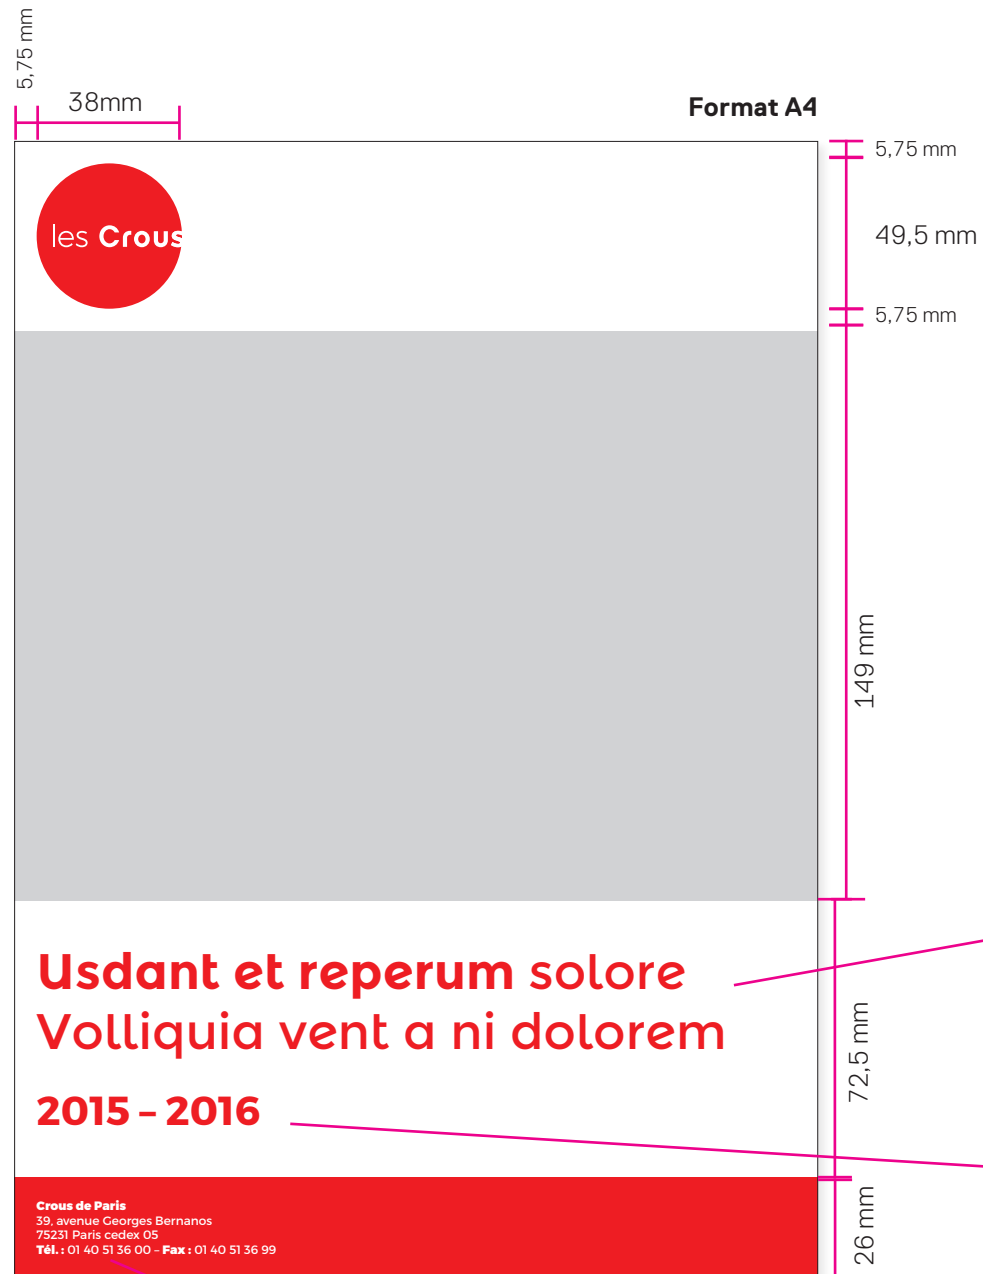 5,75 mm
38mm
Format A4
5,75 mm
les Crous
49,5 mm
5,75 mm
149 mm
Usdant et reperum solore
Volliquia vent a ni dolorem
72,5 mm
2015 – 2016
Crous de Paris
39, avenue Georges Bernanos
75231 Paris cedex 05
Tél. : 01 40 51 36 00 – Fax : 01 40 51 36 99
26 mm